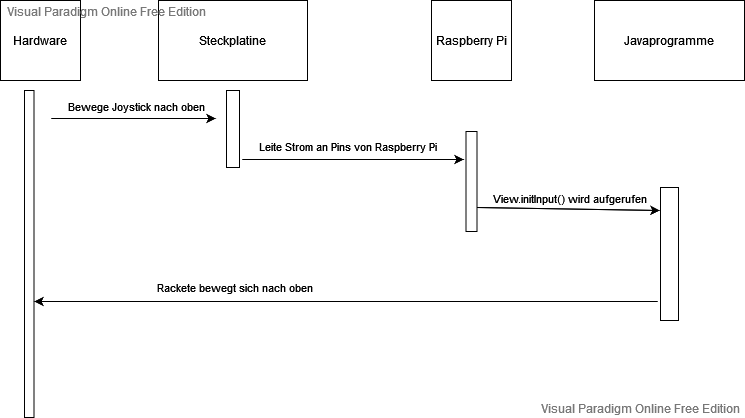 Visual Paradigm Online Free Edition
Hardware
Steckplatine
Raspberry Pi
Javaprogramme
Bewege Joystick nach oben
Leite Strom an Pins von Raspberry Pi
View.initInput() wird aufgerufen
Rackete bewegt sich nach oben
Visual Paradigm Online Free Edition